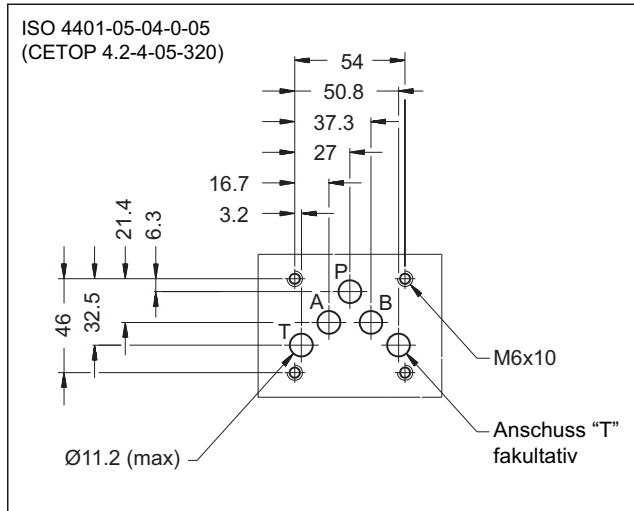 ISO 4401-05-04-0-05
(CETOP 4.2-4-05-320)
54
50.8
37.3
27
16.7
3.2
21.4
6.3
46
32.5
P
A
B
T
M6x10
Ø11.2 (max)
Anschuss “T”
fakultativ